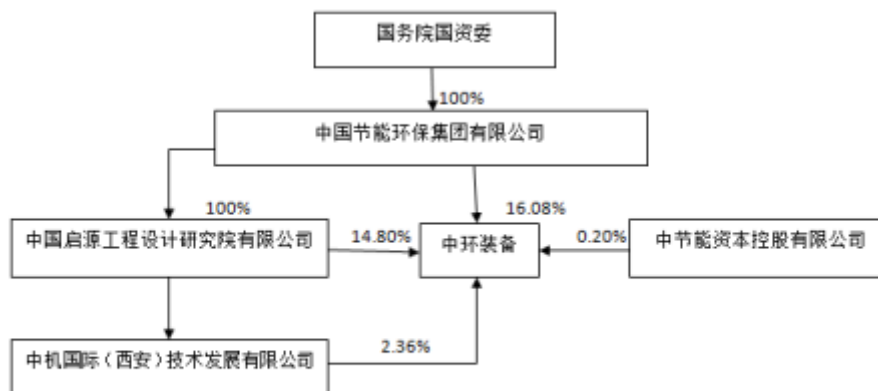 国务院国资委
100%
中国节能环保集团有限公司
100%
16.08%
中国启源工程设计研究院有限公司
14.80%
中环装备
0.20%
中节能资本控股有限公司
中机国际（西安）技术发展有限公司
2.36%